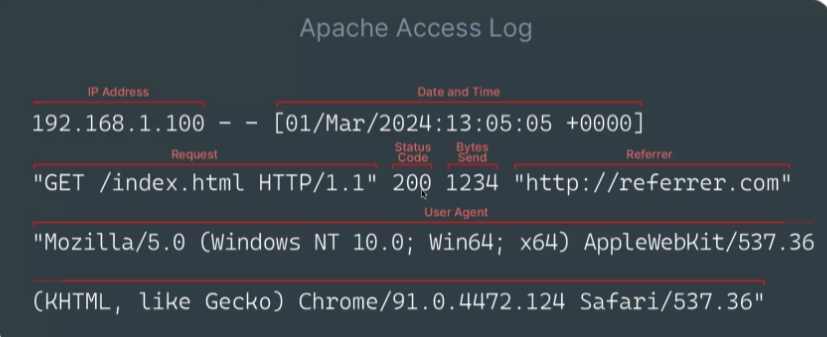 Apache Access Log
IP Address
Date and Time
192.168.1.100 - - [01/Mar/2024:13:05:05 +0000]
Request
Status Code
Bytes Send
Referrer
"GET /index.html HTTP/1.1" 200 1234 "http://referrer.com"
User Agent
"Mozilla/5.0 (Windows NT 10.0; Win64; x64) AppleWebKit/537.36
(KHTML, like Gecko) Chrome/91.0.4472.124 Safari/537.36"